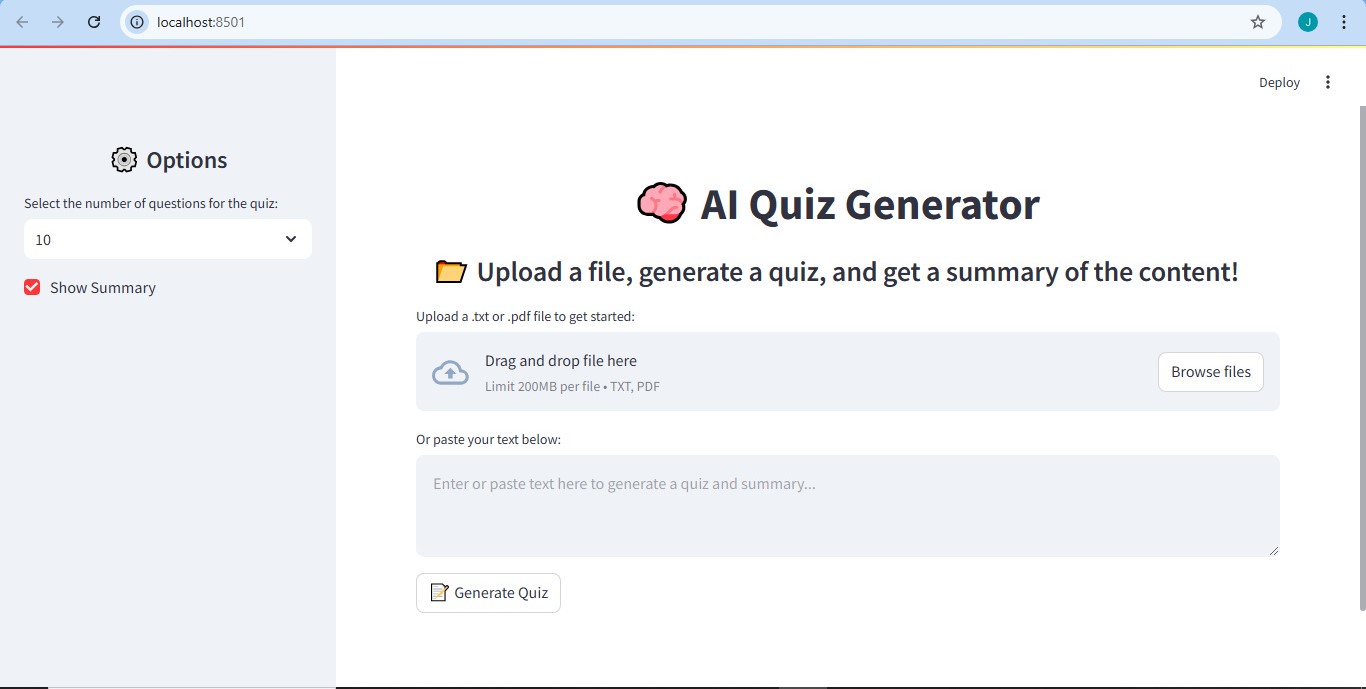 localhost:8501
J
Deploy
Options
Select the number of questions for the quiz:
10
Show Summary
AI Quiz Generator
Upload a file, generate a quiz, and get a summary of the content!
Upload a .txt or .pdf file to get started:
Drag and drop file here
Limit 200MB per file • TXT, PDF
Browse files
Or paste your text below:
Enter or paste text here to generate a quiz and summary...
Generate Quiz